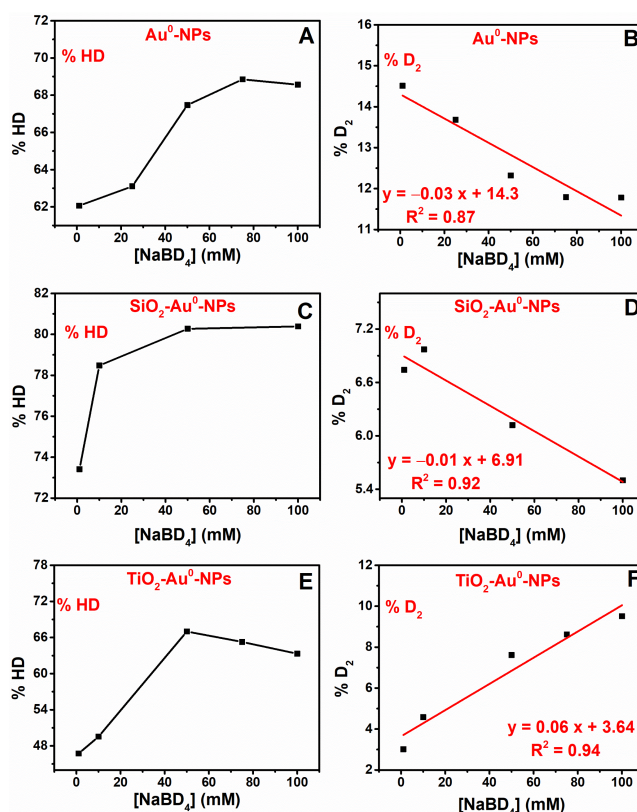 Au⁰-NPs
A
% HD
% HD
72
70
68
66
64
62
60
0 20 40 60 80 100
[NaBD₄] (mM)
Au⁰-NPs
B
% D₂
% D₂
16
15
14
13
12
11
y = −0.03 x + 14.3
R² = 0.87
0 20 40 60 80 100
[NaBD₄] (mM)
SiO₂-Au⁰-NPs
C
% HD
% HD
82
80
78
76
74
72
0 20 40 60 80 100
[NaBD₄] (mM)
SiO₂-Au⁰-NPs
D
% D₂
% D₂
7.2
6.6
6.0
5.4
y = −0.01 x + 6.91
R² = 0.92
0 20 40 60 80 100
[NaBD₄] (mM)
TiO₂-Au⁰-NPs
E
% HD
% HD
78
72
66
60
54
48
0 20 40 60 80 100
[NaBD₄] (mM)
TiO₂-Au⁰-NPs
F
% D₂
% D₂
12
10
8
6
4
2
y = 0.06 x + 3.64
R² = 0.94
0 20 40 60 80 100
[NaBD₄] (mM)